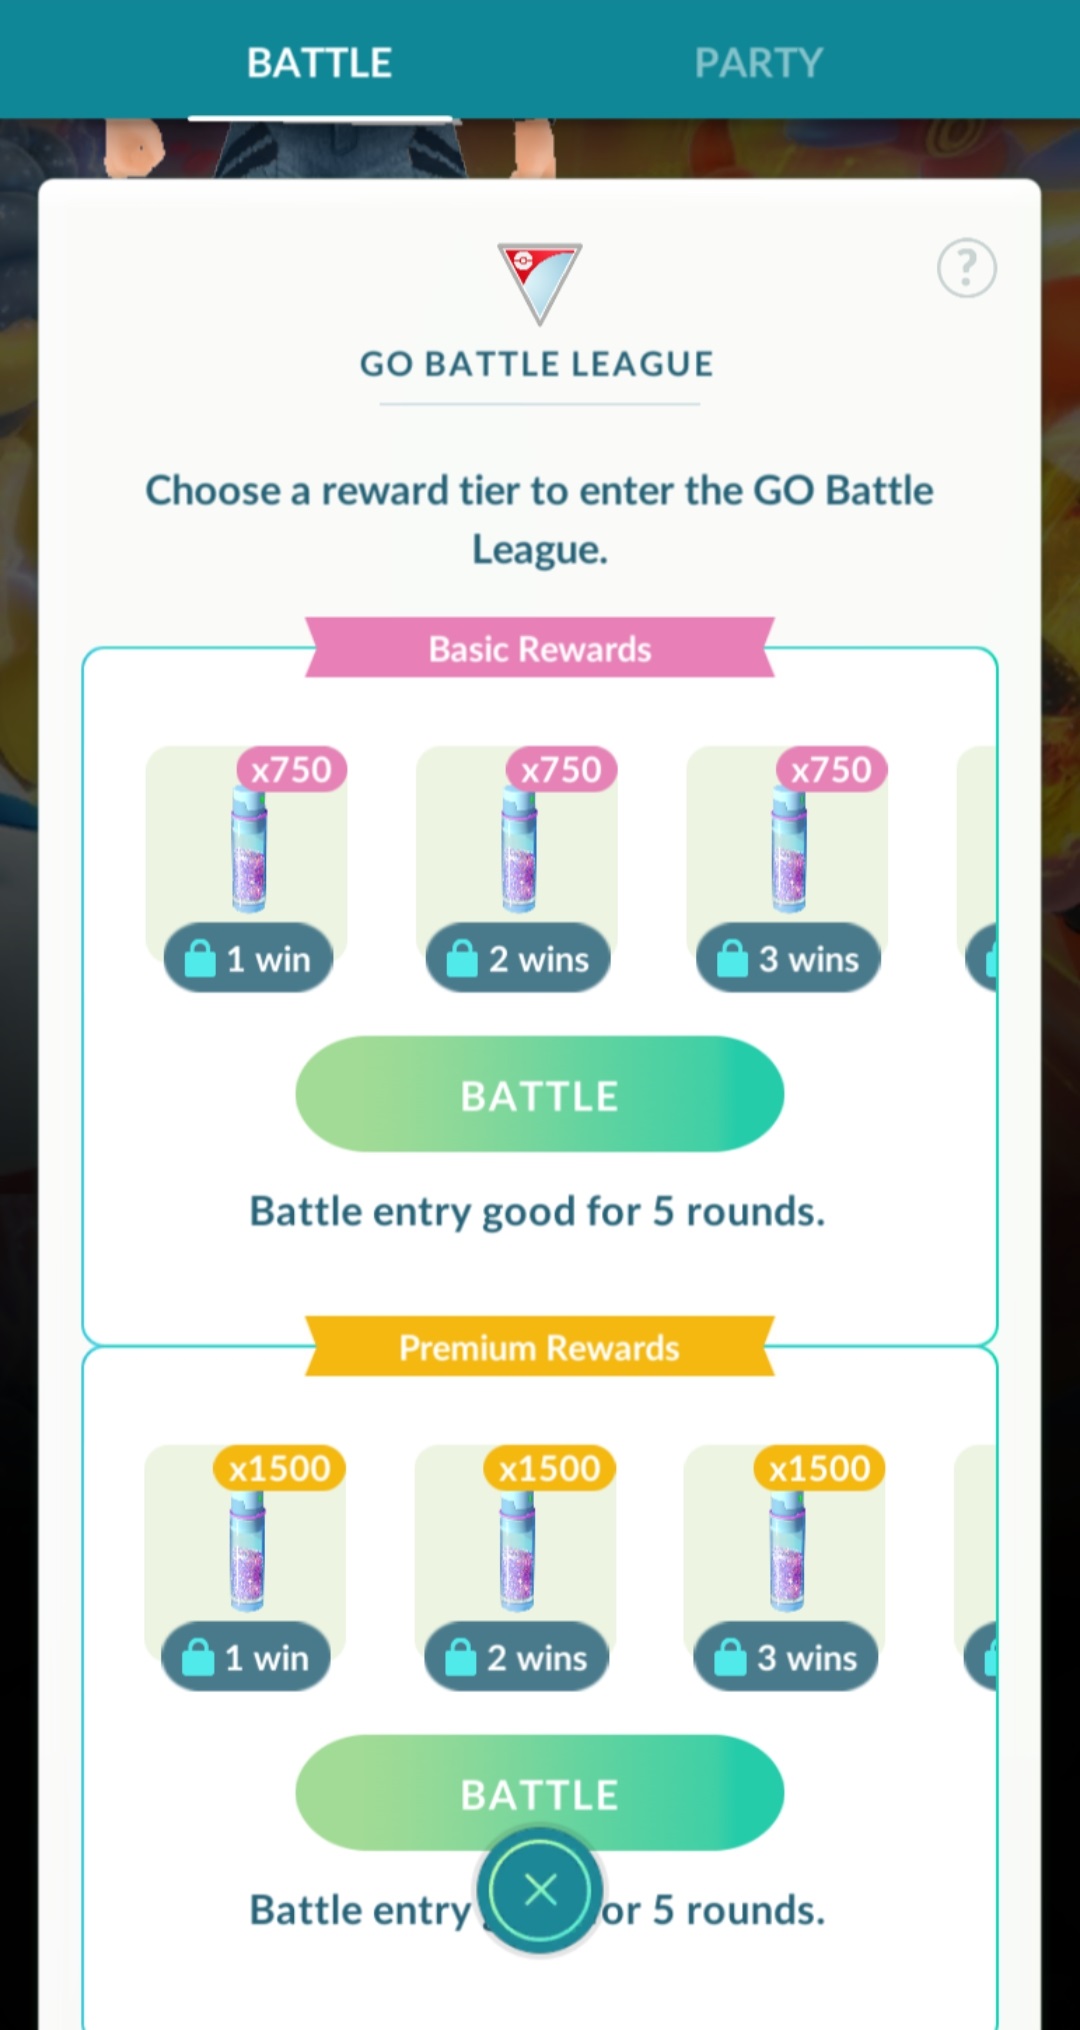 BATTLE
PARTY
?
GO BATTLE LEAGUE
Choose a reward tier to enter the GO Battle
League.
Basic Rewards
x750
x750
x750
1 win
2 wins
3 wins
BATTLE
Battle entry good for 5 rounds.
Premium Rewards
x1500
x1500
x1500
1 win
2 wins
3 wins
BATTLE
Battle entry or 5 rounds.